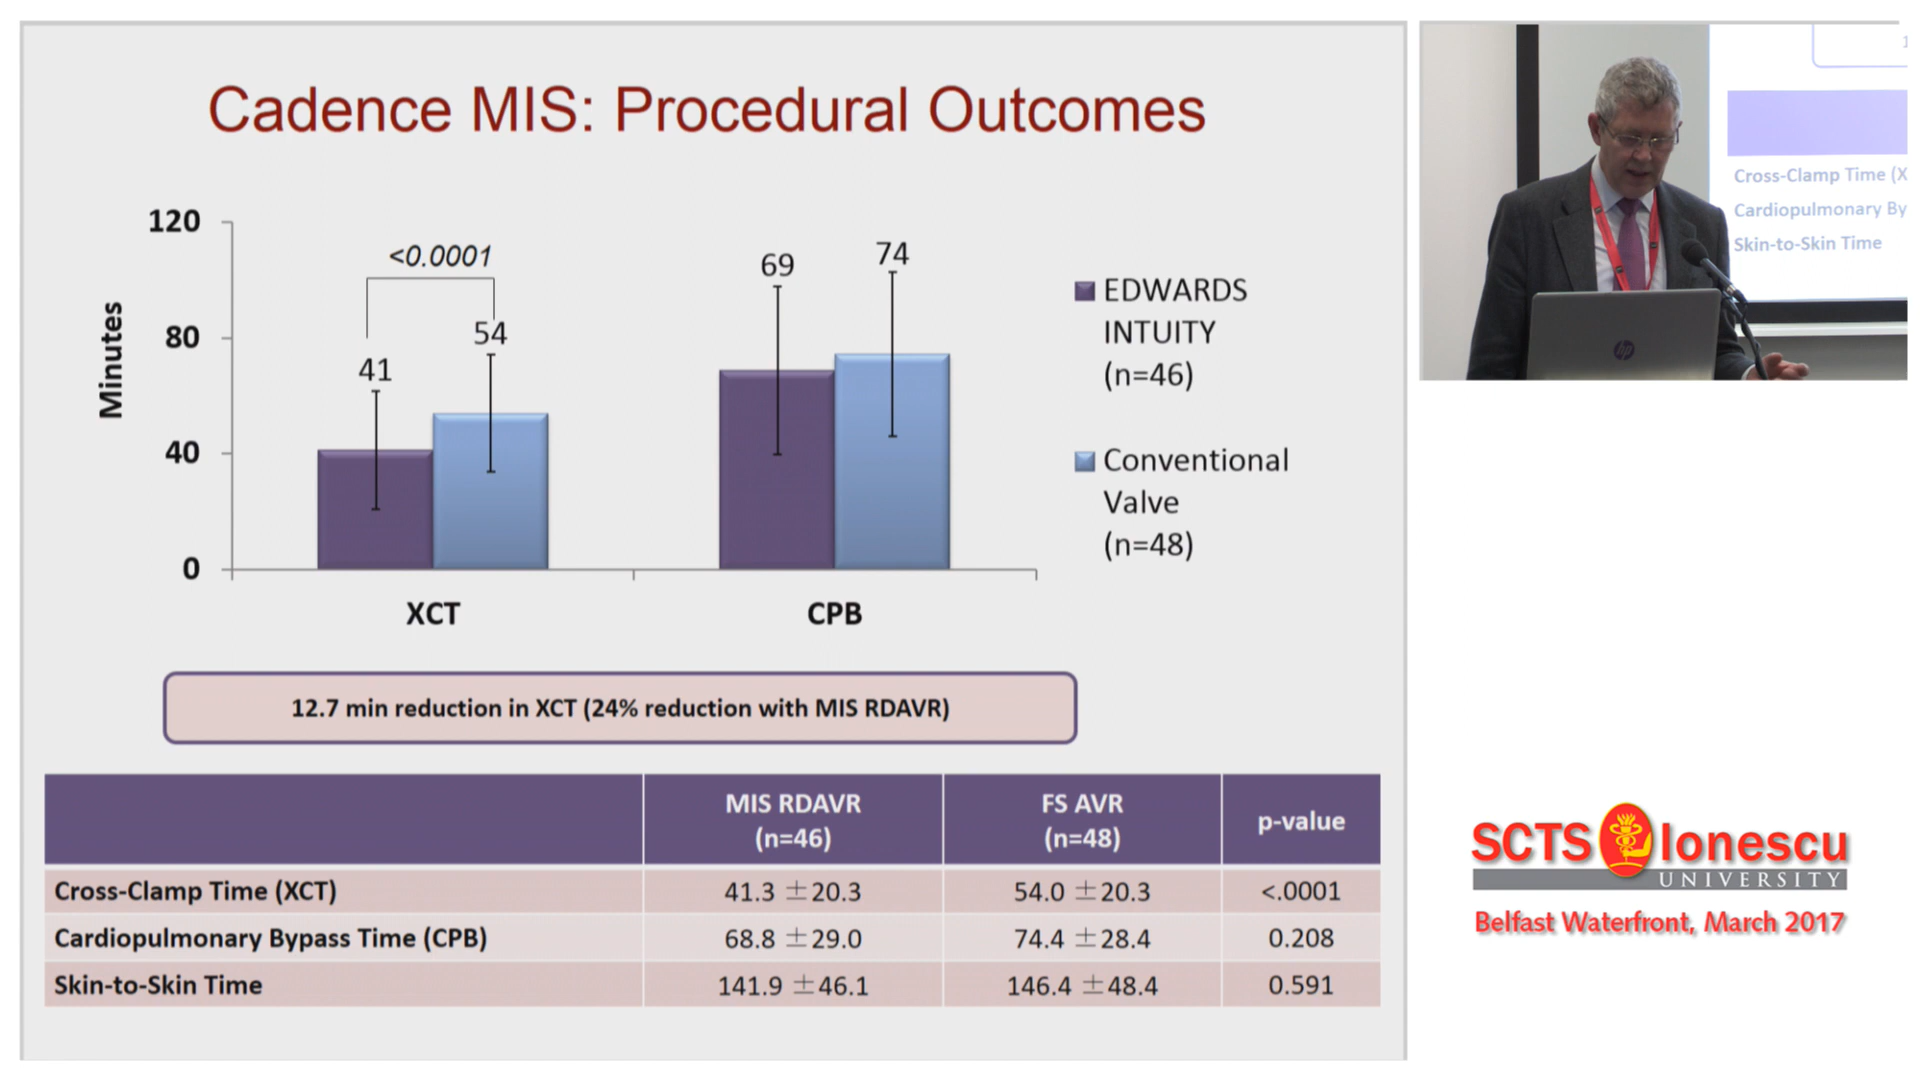 Cadence MIS: Procedural Outcomes
120
80
40
0
Minutes
<0.0001
41
54
69
74
XCT
CPB
EDWARDS
INTUITY
(n=46)
Conventional
Valve
(n=48)
12.7 min reduction in XCT (24% reduction with MIS RDAVR)
MIS RDAVR
(n=46)
FS AVR
(n=48)
p-value
Cross-Clamp Time (XCT) 41.3 ±20.3 54.0 ±20.3 <.0001
Cardiopulmonary Bypass Time (CPB) 68.8 ±29.0 74.4 ±28.4 0.208
Skin-to-Skin Time 141.9 ±46.1 146.4 ±48.4 0.591
Cross-Clamp Time (X
Cardiopulmonary By
Skin-to-Skin Time
hp
SCTS Ionescu
UNIVERSITY
Belfast Waterfront, March 2017